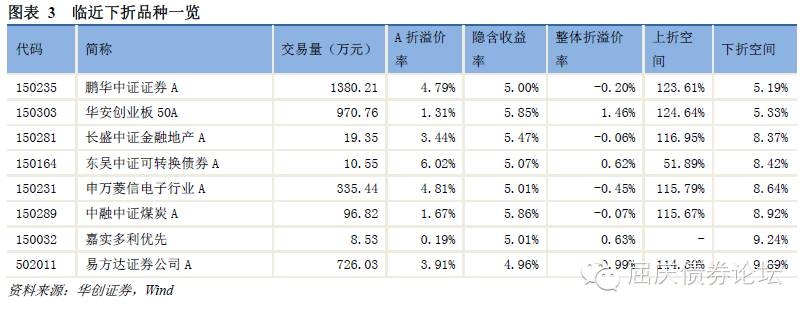 图表 3 临近下折品种一览
代码 简称 交易量（万元） A 折溢价率 隐含收益率 整体折溢价率 上折空间 下折空间
150235 鹏华中证证券 A 1380.21 4.79% 5.00% -0.20% 123.61% 5.19%
150303 华安创业板 50A 970.76 1.31% 5.85% 1.46% 124.64% 5.33%
150281 长盛中证金融地产 A 19.35 3.44% 5.47% -0.06% 116.95% 8.37%
150164 东吴中证可转换债券 A 10.55 6.02% 5.07% 0.62% 51.89% 8.42%
150231 申万菱信电子行业 A 335.44 4.81% 5.01% -0.45% 115.79% 8.64%
150289 中融中证煤炭 A 96.82 1.67% 5.86% -0.07% 115.67% 8.92%
150032 嘉实多利优先 8.53 0.19% 5.01% 0.63% - 9.24%
502011 易方达证券公司 A 726.03 3.91% 4.96%
资料来源：华创证券，Wind
屈庆债券论坛